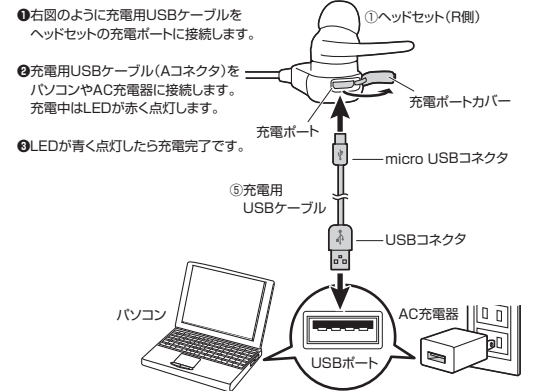 ❶右図のように充電用USBケーブルを
ヘッドセットの充電ポートに接続します。
❷充電用USBケーブル(Aコネクタ)を
パソコンやAC充電器に接続します。
充電中はLEDが赤く点灯します。
❸LEDが青く点灯したら充電完了です。
①ヘッドセット(R側)
充電ポートカバー
充電ポート
micro USBコネクタ
⑤充電用
USBケーブル
USBコネクタ
パソコン
AC充電器
USBポート